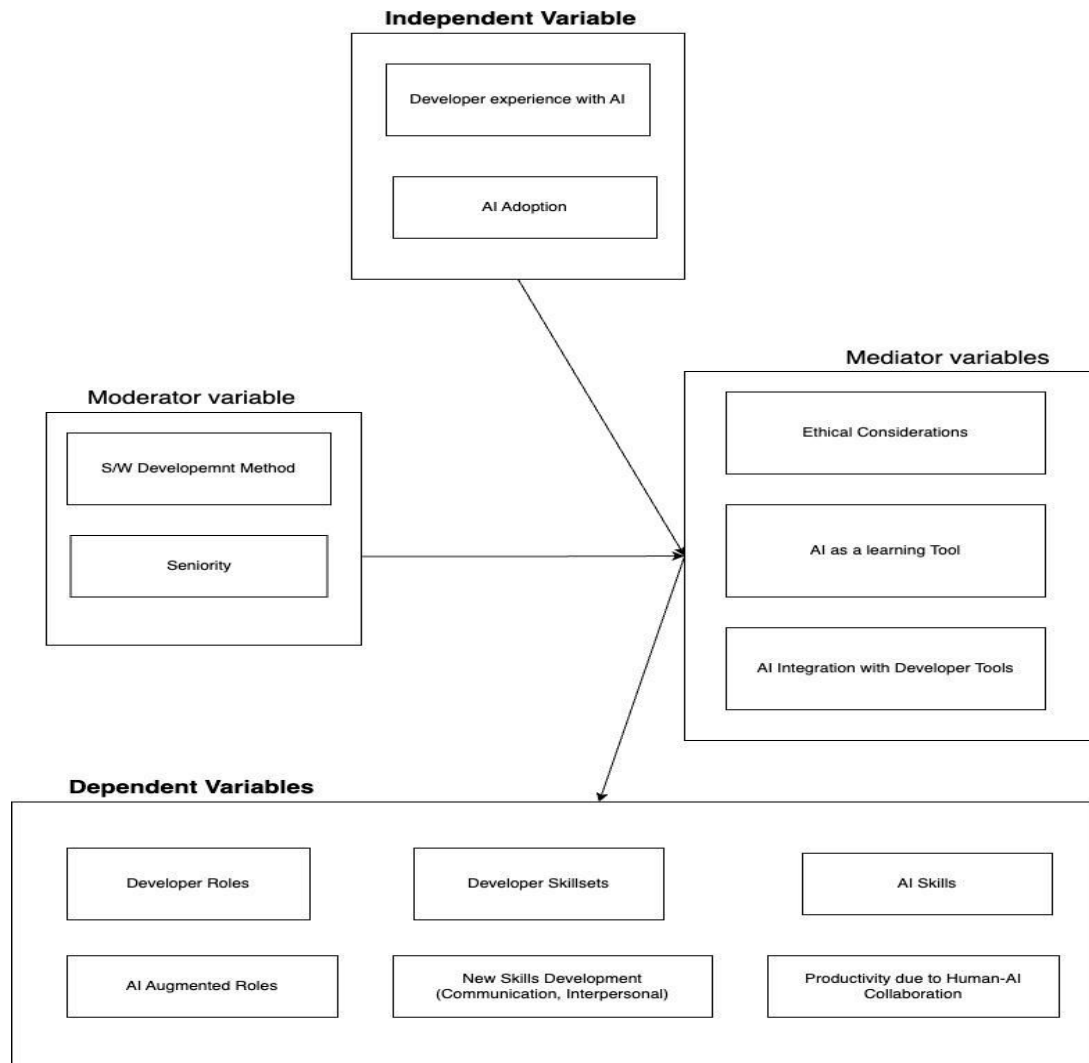 Independent Variable
Developer experience with AI
AI Adoption
Moderator variable
S/W Developemnt Method
Seniority
Mediator variables
Ethical Considerations
AI as a learning Tool
AI Integration with Developer Tools
Dependent Variables
Developer Roles
Developer Skillsets
AI Skills
AI Augmented Roles
New Skills Development
(Communication, Interpersonal)
Productivity due to Human-AI
Collaboration